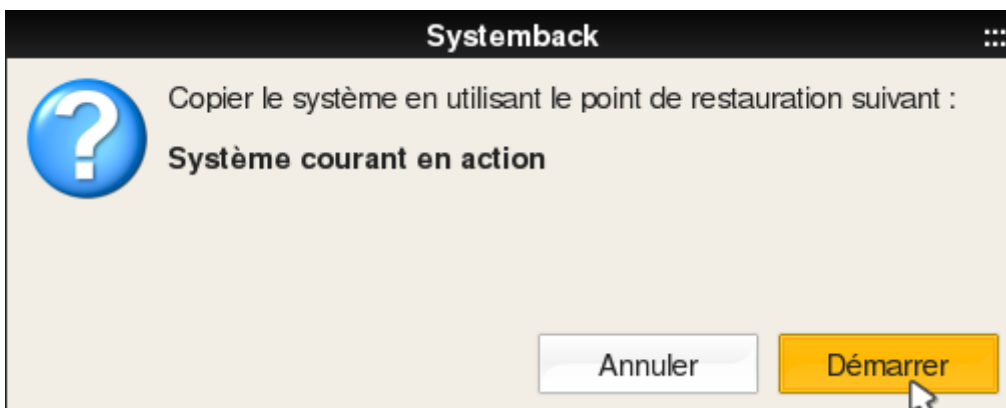 Systemback
Copier le système en utilisant le point de restauration suivant :
Système courant en action
Annuler
Démarrer